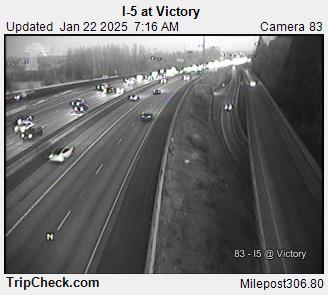 I-5 at Victory
Updated Jan 22 2025 7:16 AM Camera 83
N
83 - I5 @ Victory
TripCheck.com Milepost306.80